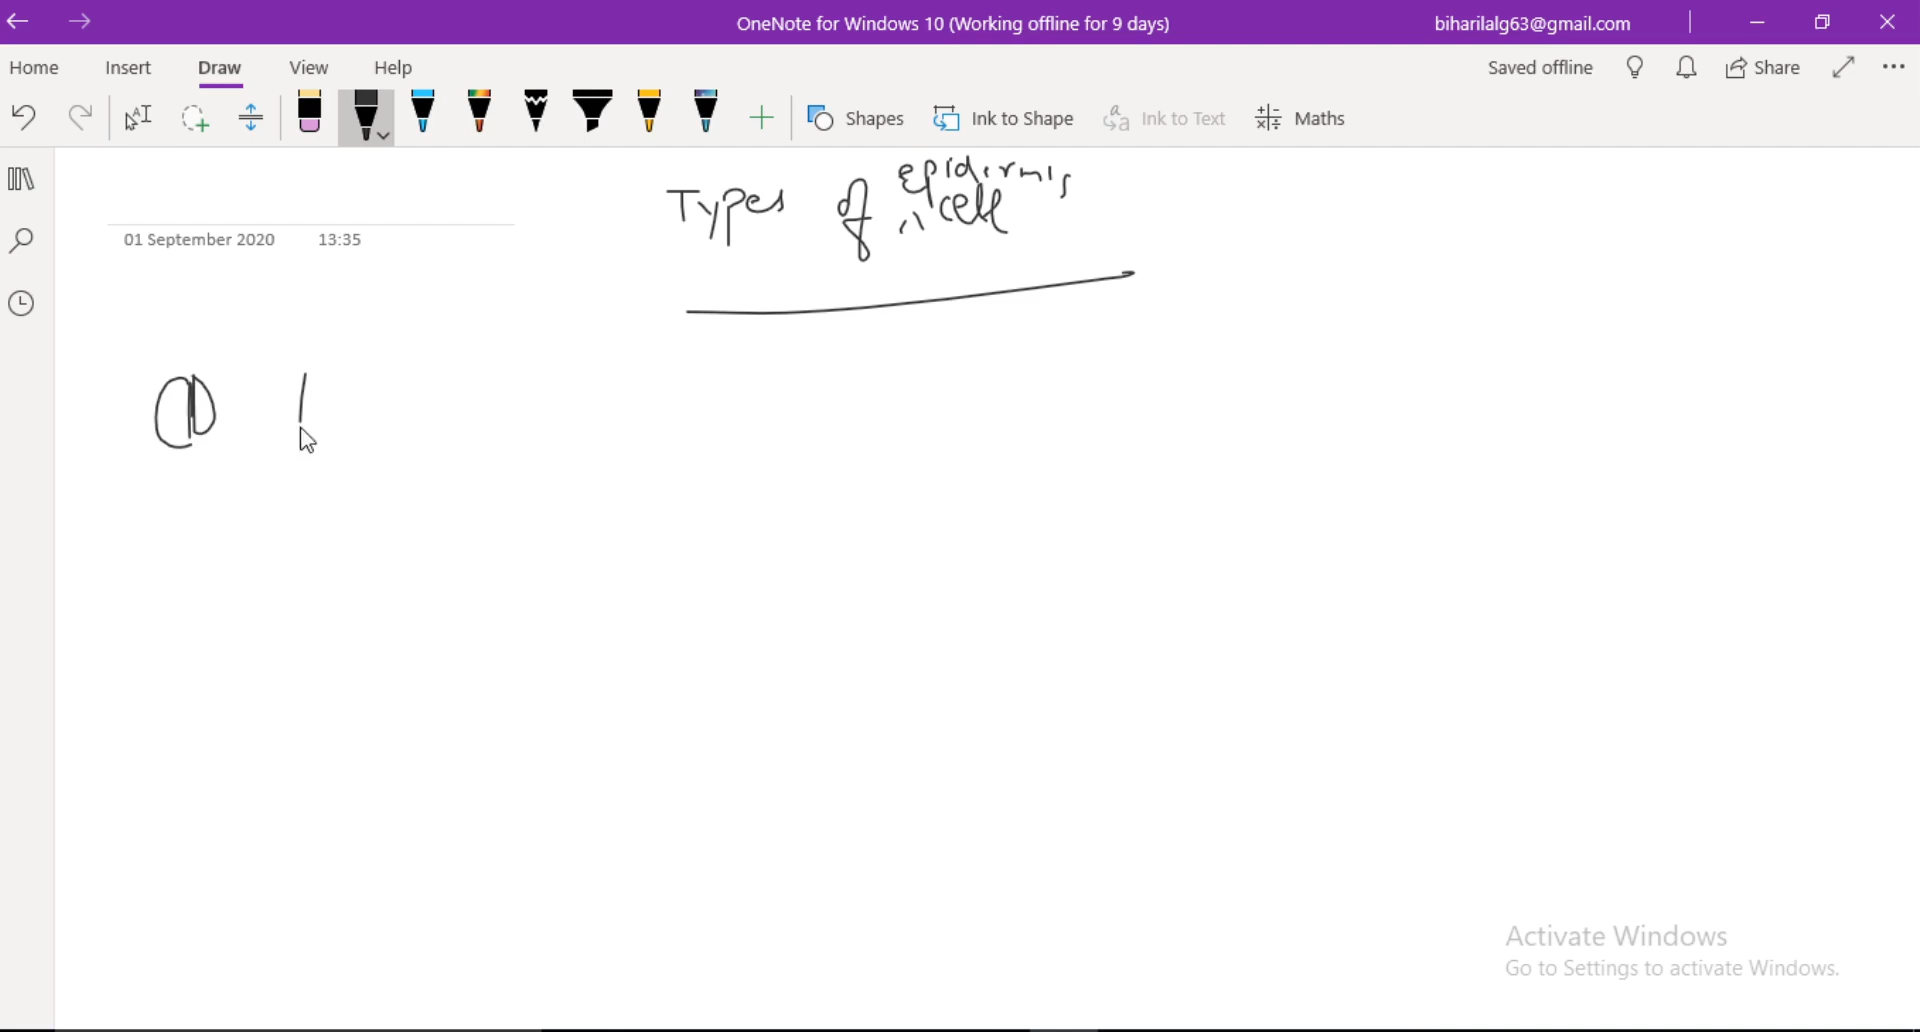 OneNote for Windows 10 (Working offline for 9 days) biharilalg63@gmail.com
Home Insert Draw View Help Saved offline Share
Shapes Ink to Shape Ink to Text Maths
epidermis
Types of cell
01 September 2020 13:35
①
Activate Windows
Go to Settings to activate Windows.